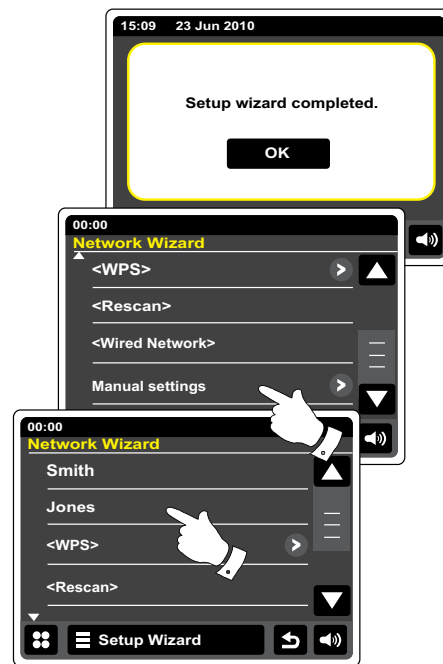 15:09 23 Jun 2010
Setup wizard completed.
OK
00:00
Network Wizard
<WPS>
<Rescan>
<Wired Network>
Manual settings
00:00
Network Wizard
Smith
Jones
<WPS>
<Rescan>
Setup Wizard